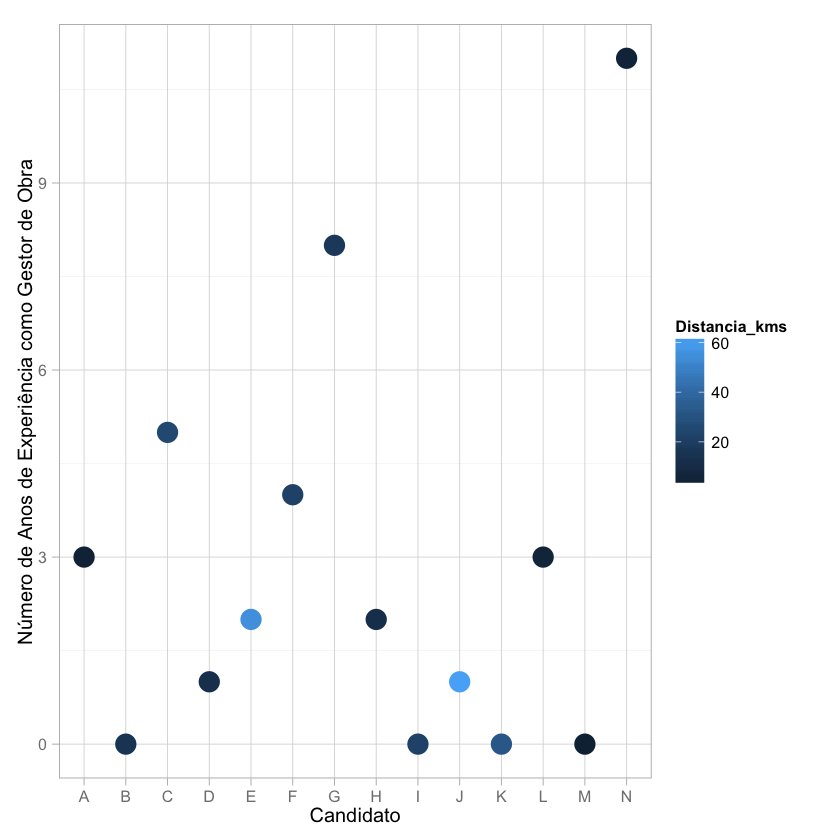 Número de Anos de Experiência como Gestor de Obra
9
6
3
0
A B C D E F G H I J K L M N
Candidato
Distancia_kms
60
40
20